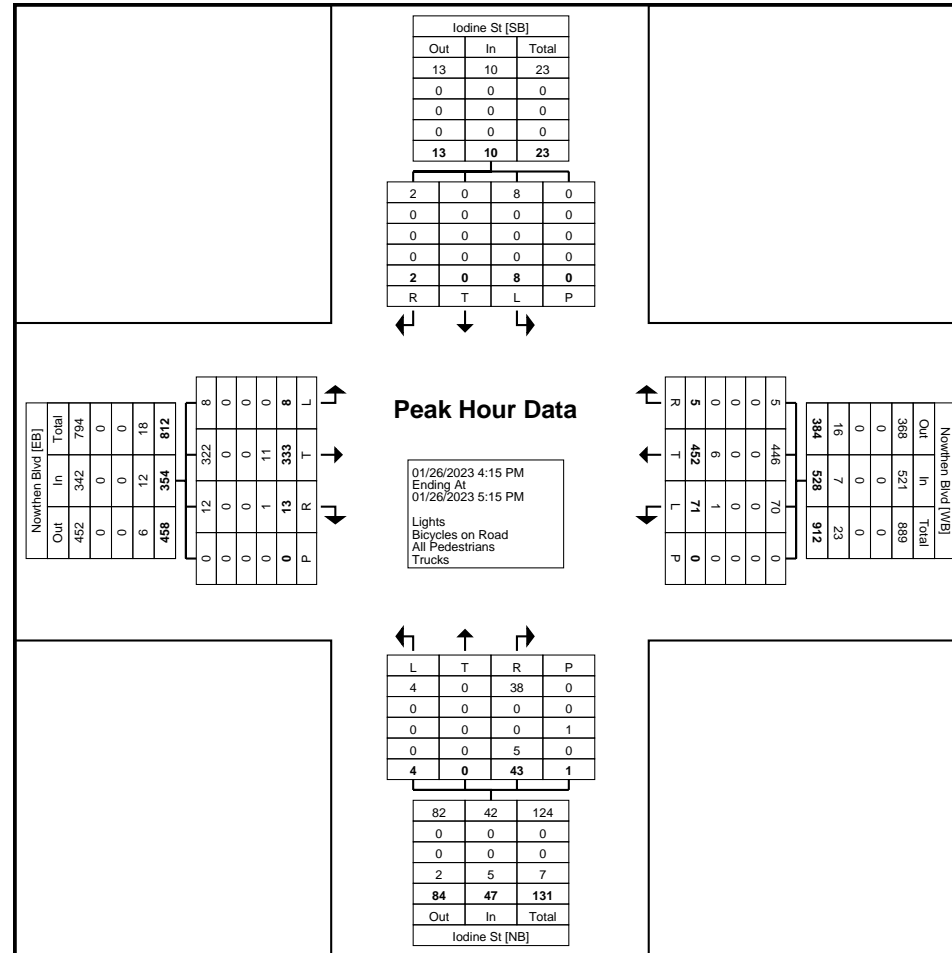 Iodine St [SB]
Out In Total
13 10 23
0 0 0
0 0 0
0 0 0
13 10 23
2 0 8 0
0 0 0 0
0 0 0 0
0 0 0 0
2 0 8 0
R T L P
Nowthen Blvd [EB]
Total 794 0 0 18 812
In 342 0 0 12 354
Out 452 0 0 6 458
8 0 0 0 8 L
322 0 0 11 333 T
12 0 0 1 13 R
0 0 0 0 0 P
Peak Hour Data
01/26/2023 4:15 PM
Ending At
01/26/2023 5:15 PM
Lights
Bicycles on Road
All Pedestrians
Trucks
R 5 0 0 0 5
T 452 6 0 0 446
L 71 1 0 0 70
P 0 0 0 0 0
384 16 0 0 368 Out
528 7 0 0 521 In
912 23 0 0 889 Total
Nowthen Blvd [WB]
L T R P
4 0 38 0
0 0 0 0
0 0 0 1
0 0 5 0
4 0 43 1
82 42 124
0 0 0
0 0 0
2 5 7
84 47 131
Out In Total
Iodine St [NB]